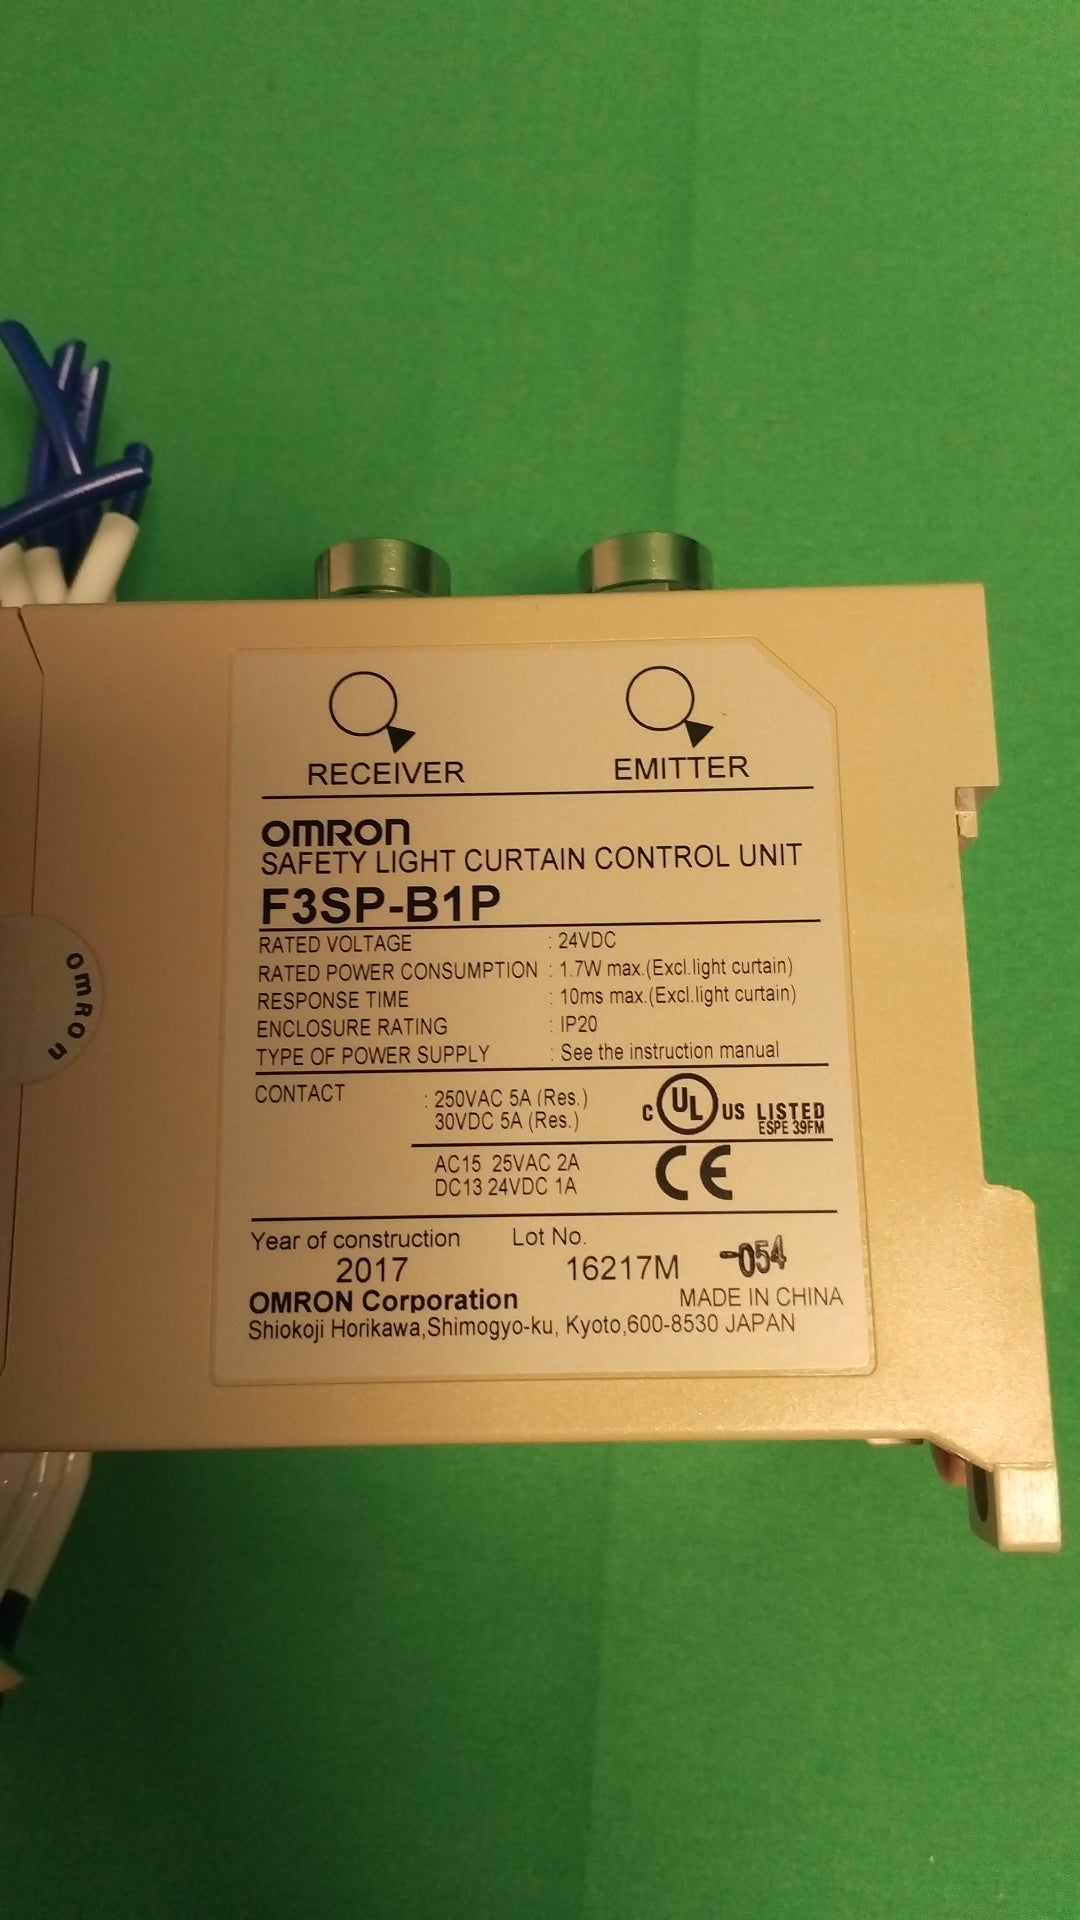 RECEIVER EMITTER
OMRON
SAFETY LIGHT CURTAIN CONTROL UNIT
F3SP-B1P
RATED VOLTAGE : 24VDC
RATED POWER CONSUMPTION : 1.7W max.(Excl.light curtain)
RESPONSE TIME : 10ms max.(Excl.light curtain)
ENCLOSURE RATING : IP20
TYPE OF POWER SUPPLY : See the instruction manual
CONTACT : 250VAC 5A (Res.)
30VDC 5A (Res.)
C UL US LISTED
ESPE 39FM
AC15 25VAC 2A
DC13 24VDC 1A
CE
Year of construction Lot No.
2017 16217M -054
OMRON Corporation MADE IN CHINA
Shiokoji Horikawa,Shimogyo-ku, Kyoto,600-8530 JAPAN
omron